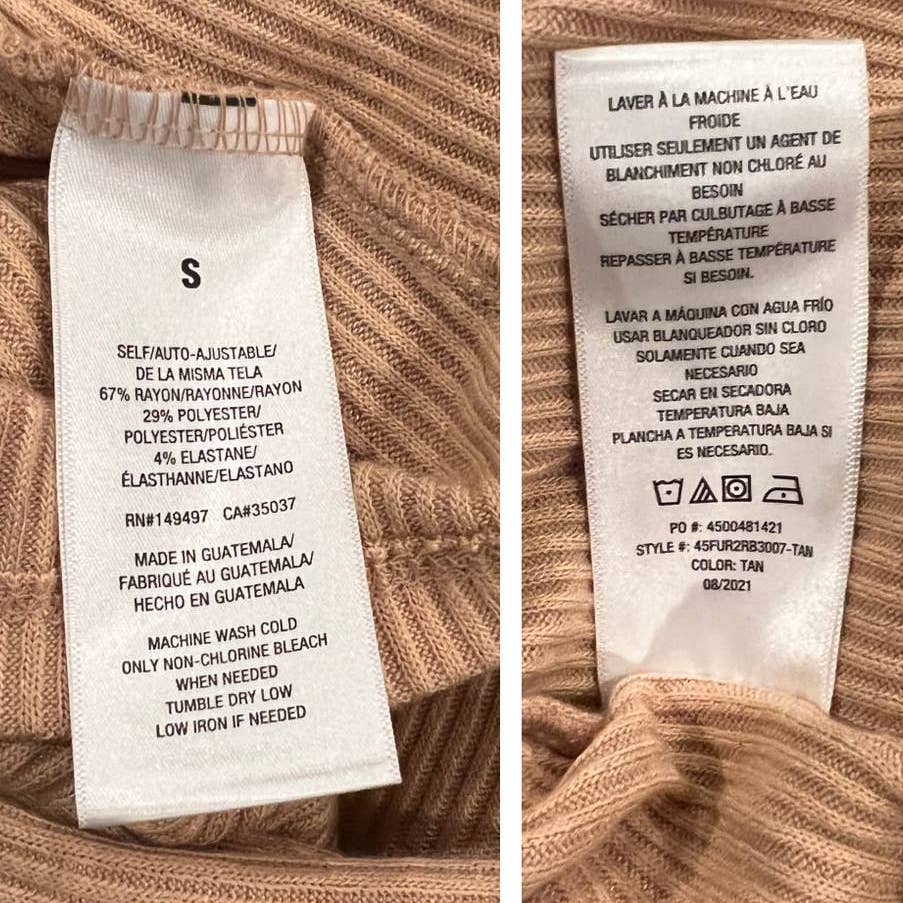 S
SELF/AUTO-AJUSTABLE/
DE LA MISMA TELA
67% RAYON/RAYONNE/RAYON
29% POLYESTER/
POLYESTER/POLIÉSTER
4% ELASTANE/
ÉLASTHANNE/ELASTANO
RN#149497 CA#35037
MADE IN GUATEMALA/
FABRIQUÉ AU GUATEMALA/
HECHO EN GUATEMALA
MACHINE WASH COLD
ONLY NON-CHLORINE BLEACH
WHEN NEEDED
TUMBLE DRY LOW
LOW IRON IF NEEDED
LAVER À LA MACHINE À L'EAU
FROIDE
UTILISER SEULEMENT UN AGENT DE
BLANCHIMENT NON CHLORÉ AU
BESOIN
SÉCHER PAR CULBUTAGE À BASSE
TEMPÉRATURE
REPASSER À BASSE TEMPÉRATURE
SI BESOIN.
LAVAR A MÁQUINA CON AGUA FRÍO
USAR BLANQUEADOR SIN CLORO
SOLAMENTE CUANDO SEA
NECESARIO
SECAR EN SECADORA
TEMPERATURA BAJA
PLANCHA A TEMPERATURA BAJA SI
ES NECESARIO.
PO #: 4500481421
STYLE #: 45FUR2RB3007-TAN
COLOR: TAN
08/2021